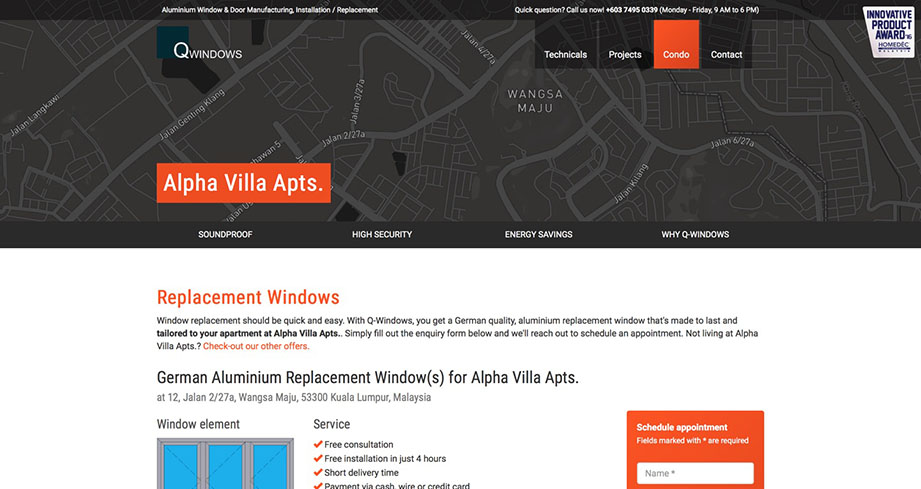 Aluminium Window & Door Manufacturing, Installation / Replacement
Quick question? Call us now! +603 7495 0339 (Monday - Friday, 9 AM to 6 PM)
INNOVATIVE
PRODUCT
AWARD '16
HOMEDEC
MALAYSIA
QWINDOWS
Technicals
Projects
Condo
Contact
Jalan 4/27a
Jalan Langkawi
Jalan Genting Klang
Jalan 3/27a
WANGSA
MAJU
Jalan 2/27a
Jalan 6/27a
Jalan Kilang
Alpha Villa Apts.
SOUNDPROOF
HIGH SECURITY
ENERGY SAVINGS
WHY Q-WINDOWS
Replacement Windows
Window replacement should be quick and easy. With Q-Windows, you get a German quality, aluminium replacement window that's made to last and
tailored to your apartment at Alpha Villa Apts.. Simply fill out the enquiry form below and we'll reach out to schedule an appointment. Not living at Alpha
Villa Apts.? Check-out our other offers.
German Aluminium Replacement Window(s) for Alpha Villa Apts.
at 12, Jalan 2/27a, Wangsa Maju, 53300 Kuala Lumpur, Malaysia
Window element
Service
Free consultation
Free installation in just 4 hours
Short delivery time
Payment via cash, wire or credit card
Schedule appointment
Fields marked with * are required
Name *